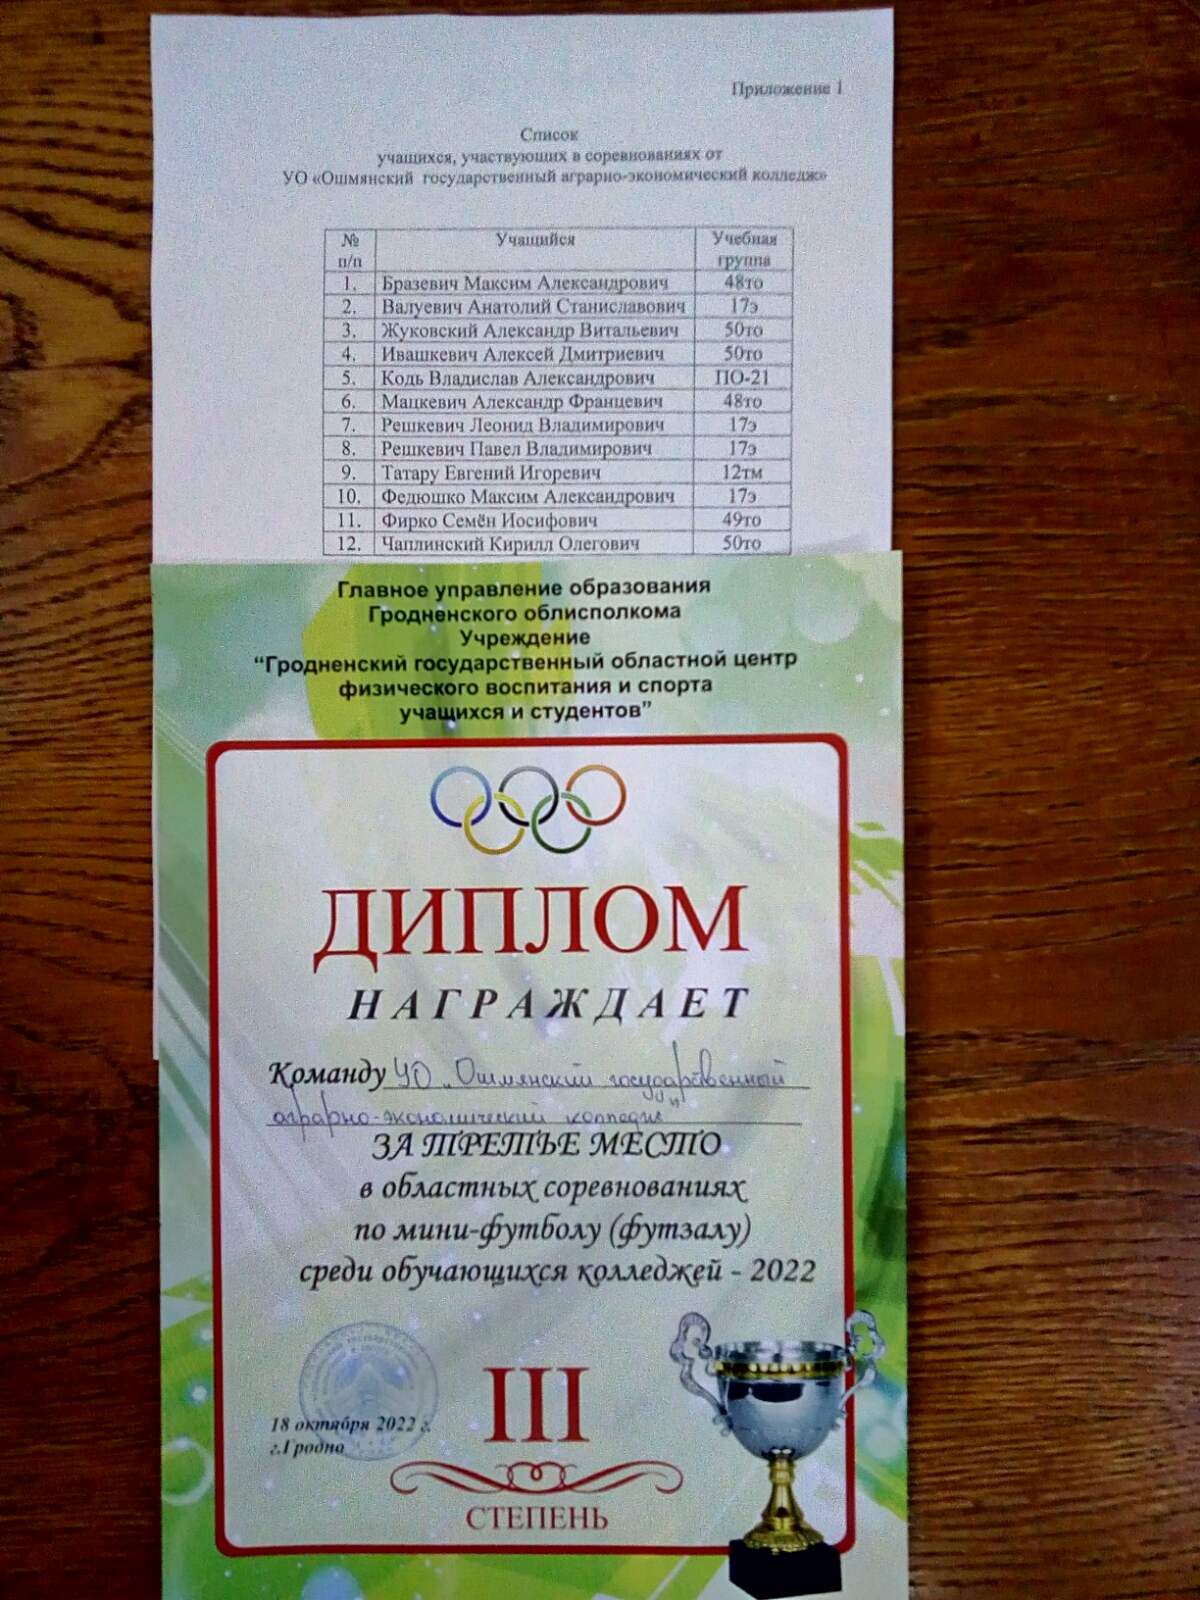 Приложение 1
Список
учащихся, участвующих в соревнованиях от
УО «Ошмянский государственный аграрно-экономический колледж»
№ п/п Учащийся Учебная группа
1. Бразевич Максим Александрович 48то
2. Валуевич Анатолий Станиславович 17э
3. Жуковский Александр Витальевич 50то
4. Ивашкевич Алексей Дмитриевич 50то
5. Кодь Владислав Александрович ПО-21
6. Мацкевич Александр Францевич 48то
7. Решкевич Леонид Владимирович 17э
8. Решкевич Павел Владимирович 17э
9. Татару Евгений Игоревич 12тм
10. Федюшко Максим Александрович 17э
11. Фирко Семён Иосифович 49то
12. Чаплинский Кирилл Олегович 50то
Главное управление образования
Гродненского облисполкома
Учреждение
“Гродненский государственный областной центр
физического воспитания и спорта
учащихся и студентов”
ДИПЛОМ
НАГРАЖДАЕТ
Команду УО „Ошмянский государственный
аграрно-экономический колледж"
ЗА ТРЕТЬЕ МЕСТО
в областных соревнованиях
по мини-футболу (футзалу)
среди обучающихся колледжей - 2022
18 октября 2022 г.
г.Гродно
III
СТЕПЕНЬ